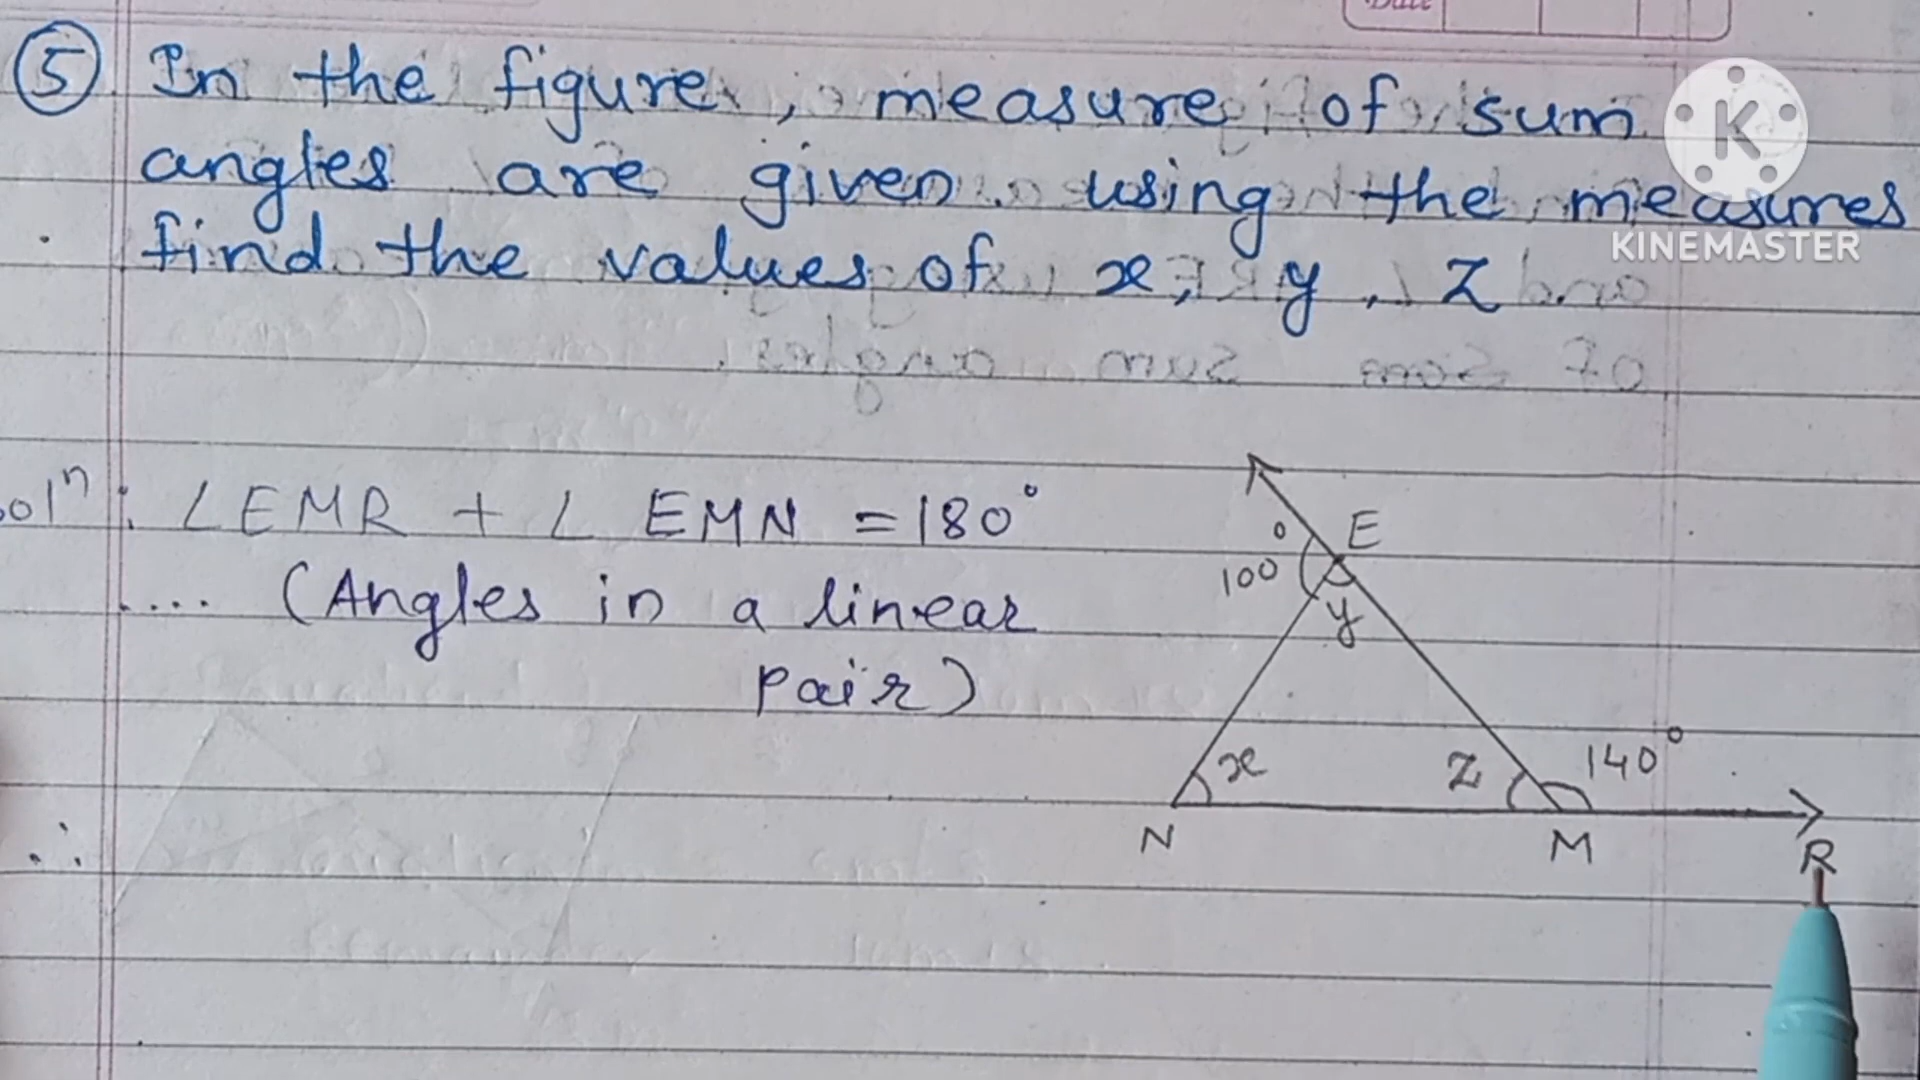 Date
⑤ In the figure, measure of sum
angles are given. using the measures
find the values of x, y, z
K
KINEMASTER
soln : ∠EMR + ∠ EMN = 180°
.... (Angles in a linear
pair)
∴
E
100°
y
x
z
140°
N
M
R